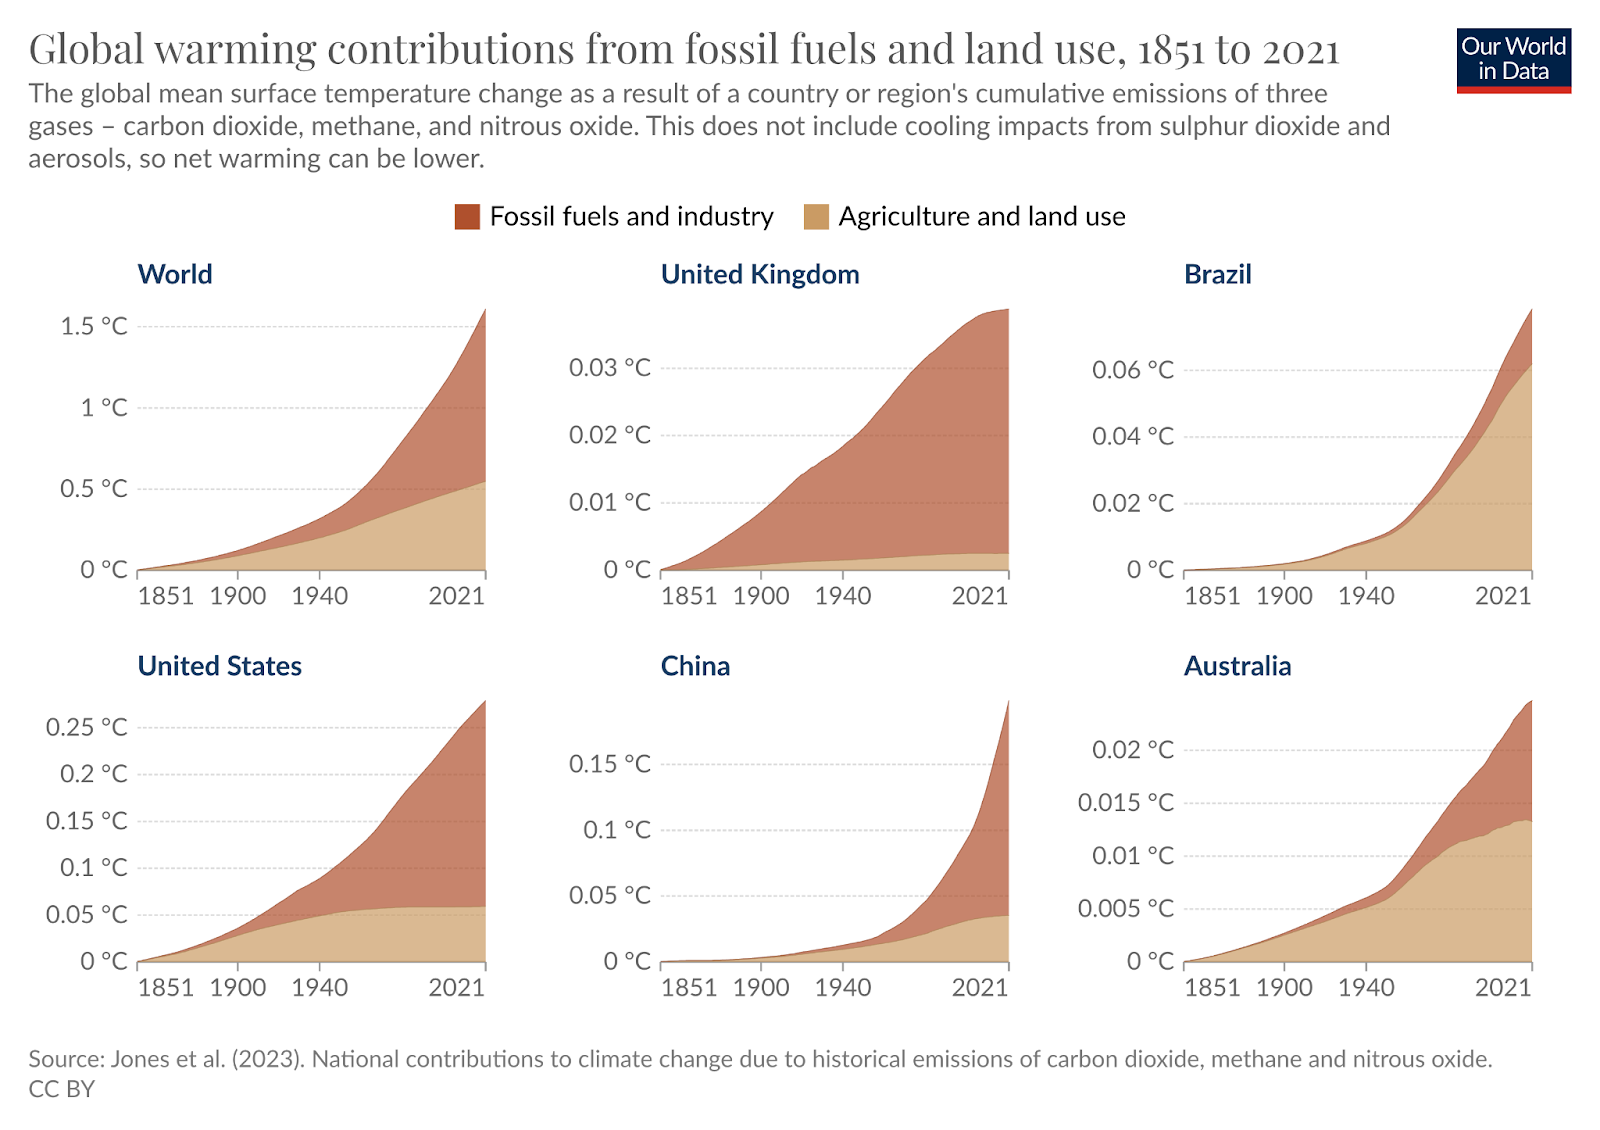 Global warming contributions from fossil fuels and land use, 1851 to 2021
Our World
in Data
The global mean surface temperature change as a result of a country or region's cumulative emissions of three
gases – carbon dioxide, methane, and nitrous oxide. This does not include cooling impacts from sulphur dioxide and
aerosols, so net warming can be lower.
Fossil fuels and industry Agriculture and land use
World
1.5 °C
1 °C
0.5 °C
0 °C
1851 1900 1940 2021
United Kingdom
0.03 °C
0.02 °C
0.01 °C
0 °C
1851 1900 1940 2021
Brazil
0.06 °C
0.04 °C
0.02 °C
0 °C
1851 1900 1940 2021
United States
0.25 °C
0.2 °C
0.15 °C
0.1 °C
0.05 °C
0 °C
1851 1900 1940 2021
China
0.15 °C
0.1 °C
0.05 °C
0 °C
1851 1900 1940 2021
Australia
0.02 °C
0.015 °C
0.01 °C
0.005 °C
0 °C
1851 1900 1940 2021
Source: Jones et al. (2023). National contributions to climate change due to historical emissions of carbon dioxide, methane and nitrous oxide.
CC BY